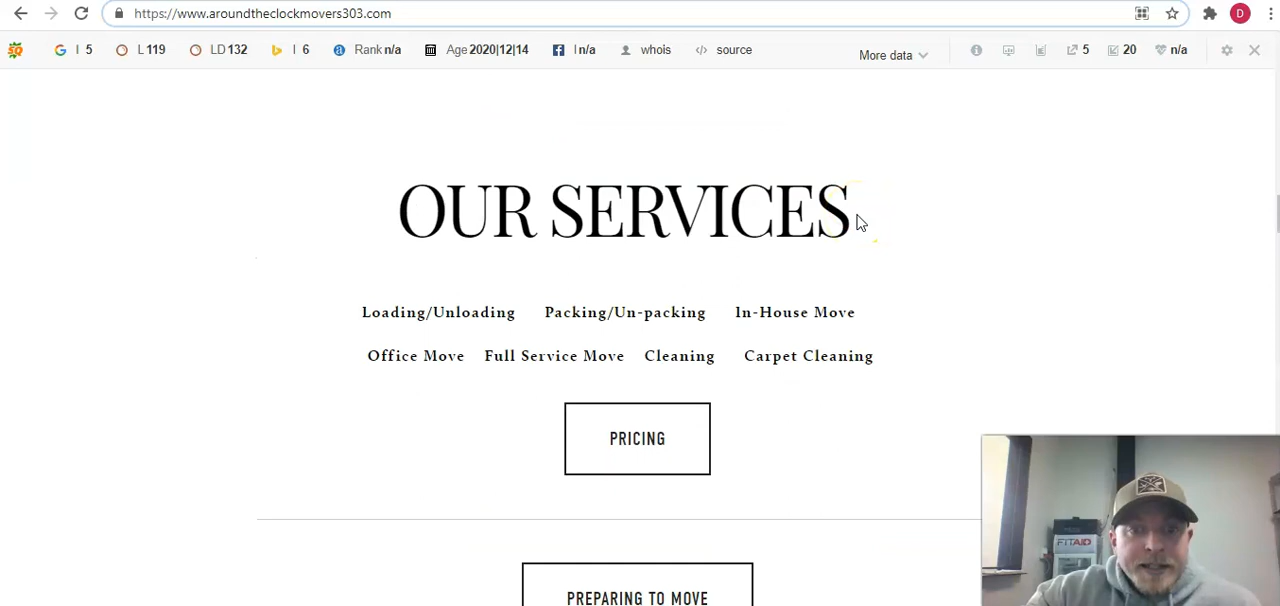 https://www.aroundtheclockmovers303.com
D
SQ G I 5 L 119 LD 132 I 6 Rank n/a Age 2020|12|14 I n/a whois source More data 5 20 n/a
OUR SERVICES
Loading/Unloading Packing/Un-packing In-House Move
Office Move Full Service Move Cleaning Carpet Cleaning
PRICING
FITAID
PREPARING TO MOVE